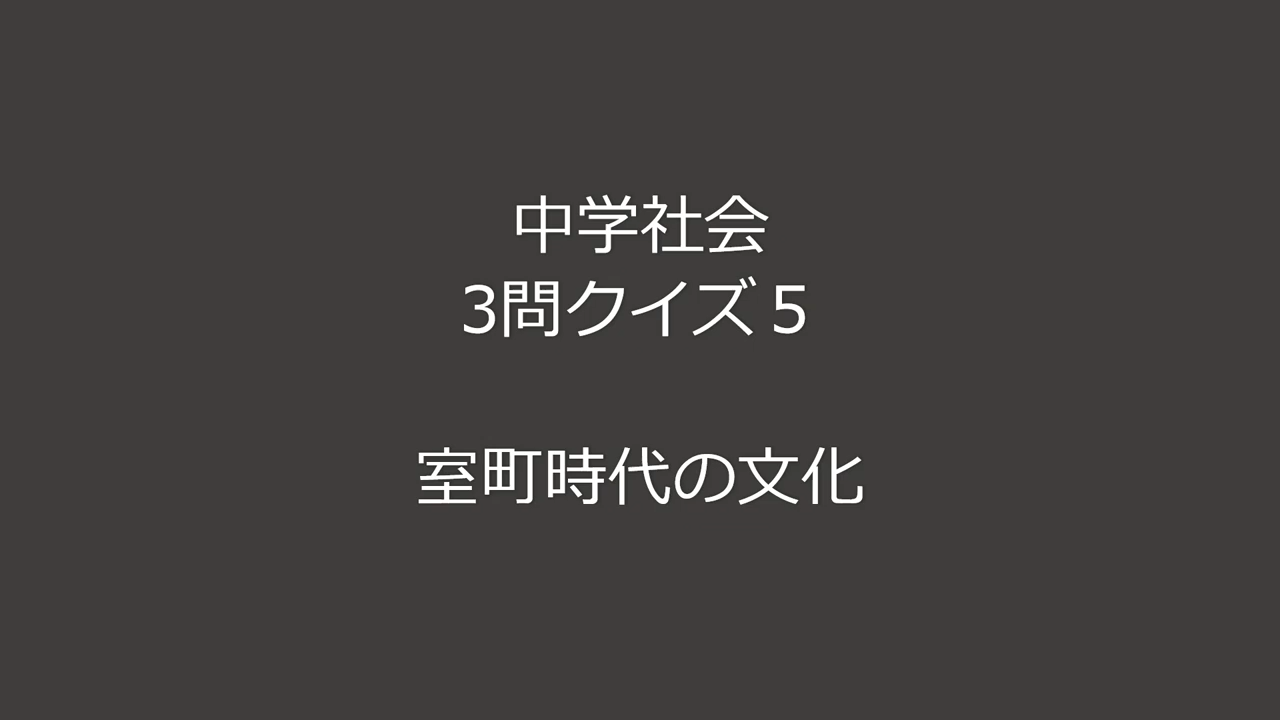 中学社会
3問クイズ５
室町時代の文化